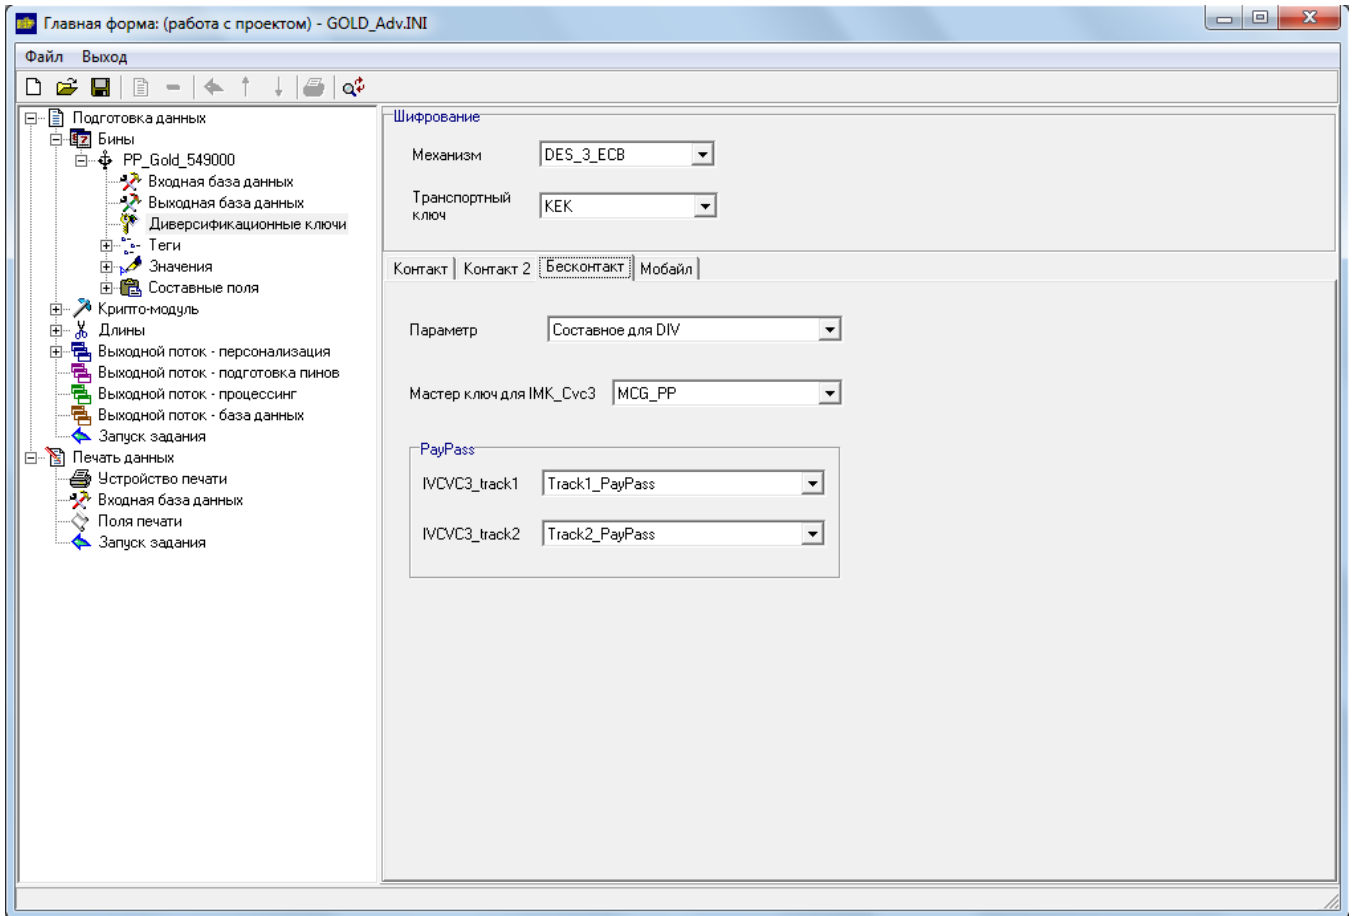 Главная форма: (работа с проектом) - GOLD_Adv.INI
Файл Выход
Подготовка данных
Бины
PP_Gold_549000
Входная база данных
Выходная база данных
Диверсификационные ключи
Теги
Значения
Составные поля
Крипто-модуль
Длины
Выходной поток - персонализация
Выходной поток - подготовка пинов
Выходной поток - процессинг
Выходной поток - база данных
Запуск задания
Печать данных
Устройство печати
Входная база данных
Поля печати
Запуск задания
Шифрование
Механизм DES_3_ECB
Транспортный
ключ KEK
Контакт Контакт 2 Бесконтакт Мобайл
Параметр Составное для DIV
Мастер ключ для IMK_Cvc3 MCG_PP
PayPass
IVCVC3_track1 Track1_PayPass
IVCVC3_track2 Track2_PayPass